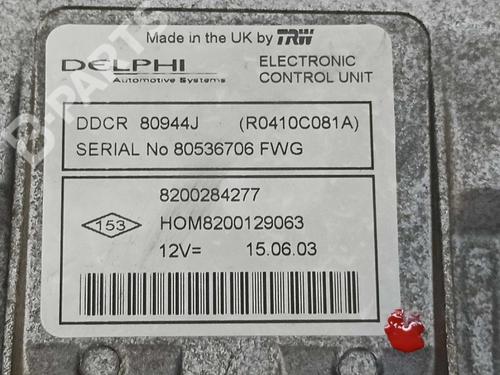 Made in the UK by TRW
DELPHI
Automotive Systems
ELECTRONIC
CONTROL UNIT
DDCR 80944J (R0410C081A)
SERIAL No 80536706 FWG
8200284277
153
HOM8200129063
12V= 15.06.03
B-PARTS